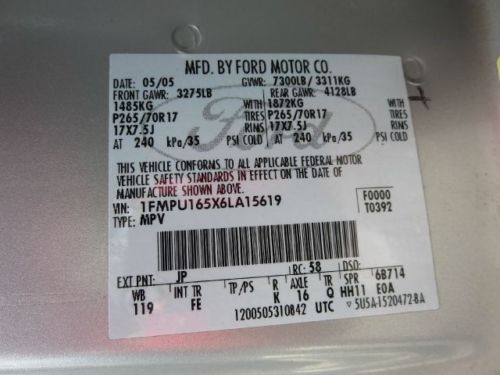 MFD. BY FORD MOTOR CO.
DATE: 05/05 GVWR: 7300LB / 3311KG
FRONT GAWR: 3275LB REAR GAWR: 4128LB
1485KG WITH 1872KG WITH
P265/70R17 TIRES P265/70R17 TIRES
17X7.5J RIMS 17X7.5J RIMS
AT 240 kPa/35 PSI COLD AT 240 kPa/35 PSI COLD
THIS VEHICLE CONFORMS TO ALL APPLICABLE FEDERAL MOTOR
VEHICLE SAFETY STANDARDS IN EFFECT ON THE DATE OF
MANUFACTURE SHOWN ABOVE.
VIN: 1FMPU165X6LA15619 F0000
TYPE: MPV T0392
EXT PNT: JP RC: 58 DSO:
WB INT TR TP/PS R AXLE TR SPR 6B714
119 FE K 16 Q HH11 E0A
1200505310842 UTC 5U5A-1520472-BA
Ford